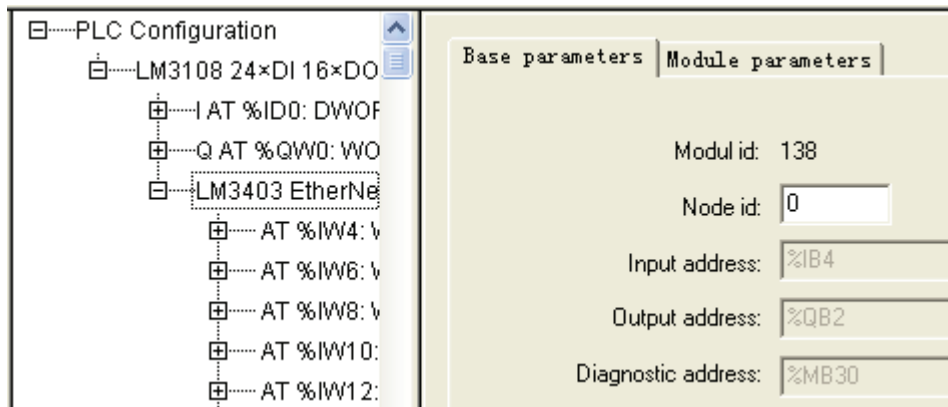 PLC Configuration
LM3108 24×DI 16×DO
I AT %ID0: DWOR
Q AT %QW0: WO
LM3403 EtherNe
AT %IW4: W
AT %IW6: W
AT %IW8: W
AT %IW10:
AT %IW12:
Base parameters
Module parameters
Modul id: 138
Node id: 0
Input address: %IB4
Output address: %QB2
Diagnostic address: %MB30